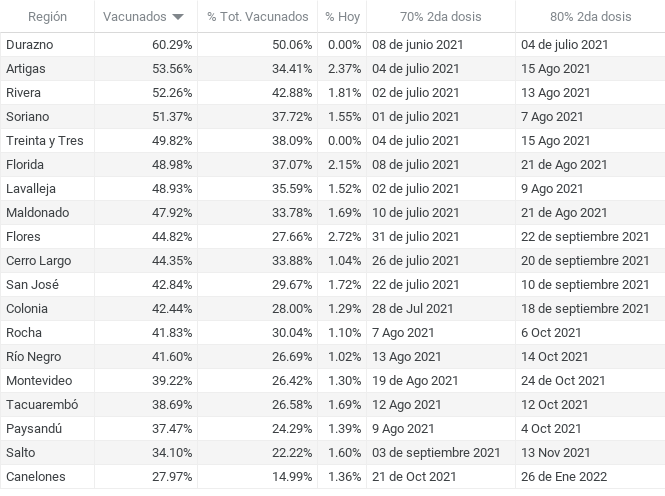 Región Vacunados % Tot. Vacunados % Hoy 70% 2da dosis 80% 2da dosis
Durazno 60.29% 50.06% 0.00% 08 de junio 2021 04 de julio 2021
Artigas 53.56% 34.41% 2.37% 04 de julio 2021 15 Ago 2021
Rivera 52.26% 42.88% 1.81% 02 de julio 2021 13 Ago 2021
Soriano 51.37% 37.72% 1.55% 01 de julio 2021 7 Ago 2021
Treinta y Tres 49.82% 38.09% 0.00% 04 de julio 2021 15 Ago 2021
Florida 48.98% 37.07% 2.15% 08 de julio 2021 21 de Ago 2021
Lavalleja 48.93% 35.59% 1.52% 02 de julio 2021 9 Ago 2021
Maldonado 47.92% 33.78% 1.69% 10 de julio 2021 21 de Ago 2021
Flores 44.82% 27.66% 2.72% 31 de julio 2021 22 de septiembre 2021
Cerro Largo 44.35% 33.88% 1.04% 26 de julio 2021 20 de septiembre 2021
San José 42.84% 29.67% 1.72% 22 de julio 2021 10 de septiembre 2021
Colonia 42.44% 28.00% 1.29% 28 de Jul 2021 18 de septiembre 2021
Rocha 41.83% 30.04% 1.10% 7 Ago 2021 6 Oct 2021
Río Negro 41.60% 26.69% 1.02% 13 Ago 2021 14 Oct 2021
Montevideo 39.22% 26.42% 1.30% 19 de Ago 2021 24 de Oct 2021
Tacuarembó 38.69% 26.58% 1.69% 12 Ago 2021 12 Oct 2021
Paysandú 37.47% 24.29% 1.39% 9 Ago 2021 4 Oct 2021
Salto 34.10% 22.22% 1.60% 03 de septiembre 2021 13 Nov 2021
Canelones 27.97% 14.99% 1.36% 21 de Oct 2021 26 de Ene 2022